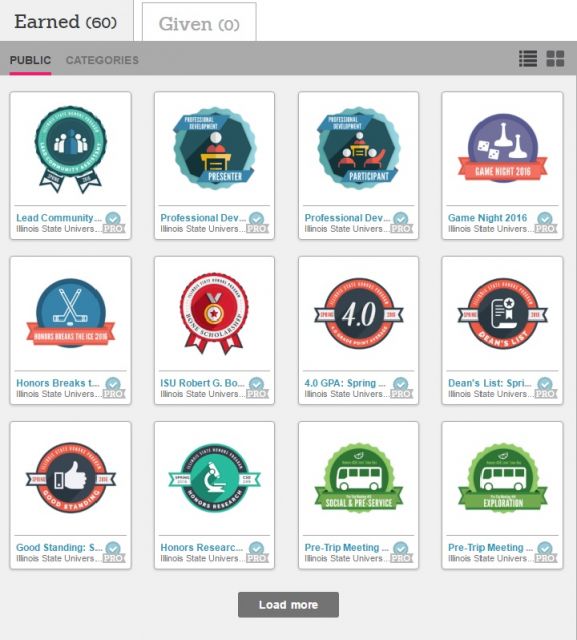 Earned (60)
Given (0)
PUBLIC
CATEGORIES
ILLINOIS STATE HONORS PROGRAM
LEAD COMMUNITY ASSISTANT
SPRING
2016
PROFESSIONAL
DEVELOPMENT
PRESENTER
PROFESSIONAL
DEVELOPMENT
PARTICIPANT
GAME NIGHT 2016
Lead Community...
Illinois State Univers...
PRO
Professional Dev...
Illinois State Univers...
PRO
Professional Dev...
Illinois State Univers...
PRO
Game Night 2016
Illinois State Univers...
PRO
HONORS BREAKS THE ICE 2016
BONE SCHOLARSHIP
ILLINOIS STATE HONORS PROGRAM
SPRING
4.0
2016
4.0 GRADE POINT AVERAGE
ILLINOIS STATE HONORS PROGRAM
SPRING
2016
DEAN'S LIST
Honors Breaks t...
Illinois State Univers...
PRO
ISU Robert G. Bo...
Illinois State Univers...
PRO
4.0 GPA: Spring ...
Illinois State Univers...
PRO
Dean's List: Spri...
Illinois State Univers...
PRO
ILLINOIS STATE HONORS PROGRAM
SPRING
2016
GOOD STANDING
ILLINOIS STATE HONORS PROGRAM
SPRING
2016
HONORS RESEARCH
SOCIAL & PRE-SERVICE
EXPLORATION
Good Standing: S...
Illinois State Univers...
PRO
Honors Researc...
Illinois State Univers...
PRO
Pre-Trip Meeting ...
Illinois State Univers...
PRO
Pre-Trip Meeting ...
Illinois State Univers...
PRO
Load more